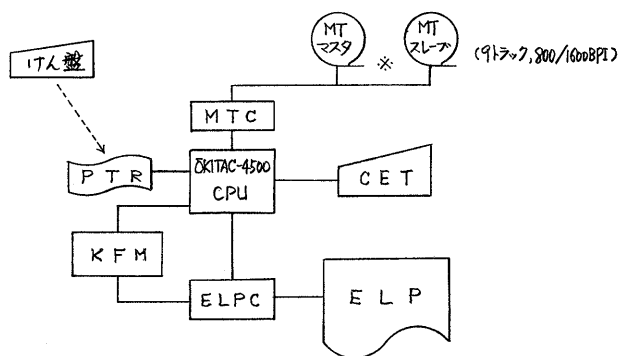 MT
マスタ
※
MT
スレーブ
(9トラック,800/1600BPI)
けん盤
MTC
PTR
OKITAC-4500
CPU
CET
KFM
ELPC
ELP